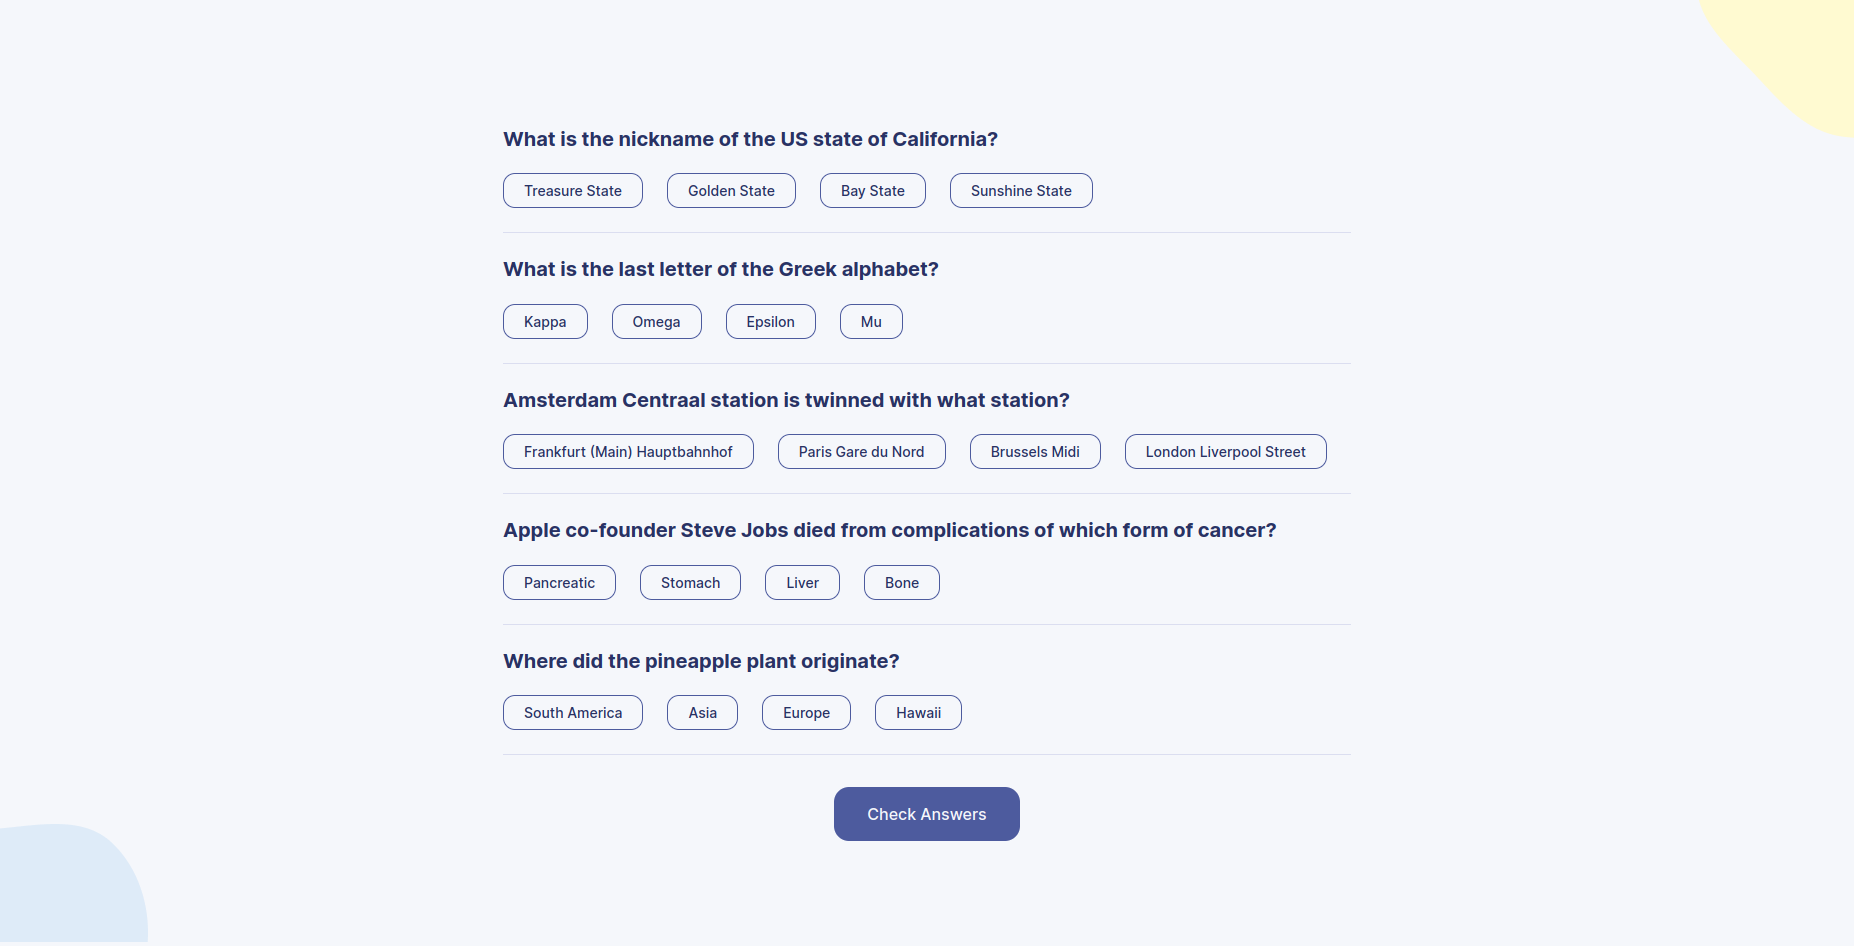 What is the nickname of the US state of California?
Treasure State Golden State Bay State Sunshine State
What is the last letter of the Greek alphabet?
Kappa Omega Epsilon Mu
Amsterdam Centraal station is twinned with what station?
Frankfurt (Main) Hauptbahnhof Paris Gare du Nord Brussels Midi London Liverpool Street
Apple co-founder Steve Jobs died from complications of which form of cancer?
Pancreatic Stomach Liver Bone
Where did the pineapple plant originate?
South America Asia Europe Hawaii
Check Answers